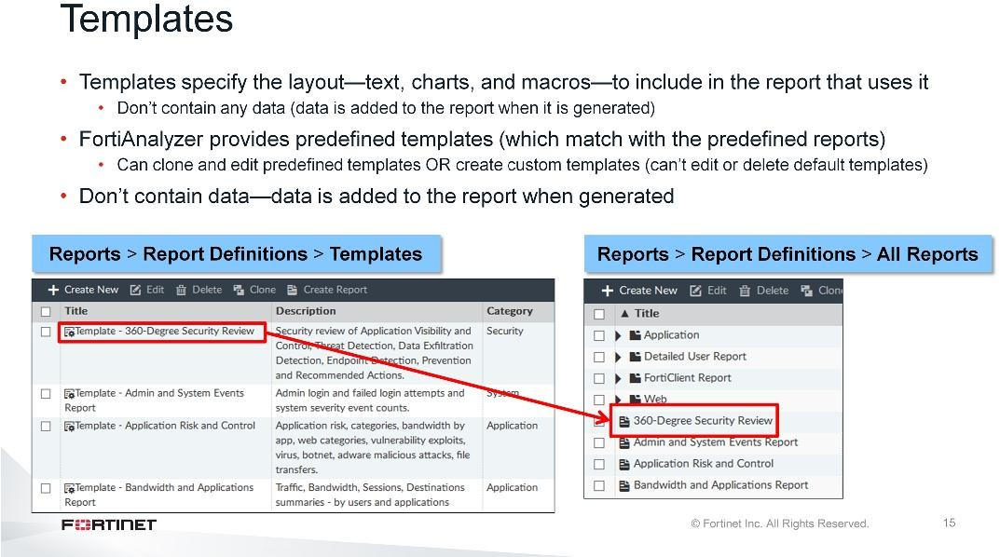 Templates
• Templates specify the layout—text, charts, and macros—to include in the report that uses it
• Don’t contain any data (data is added to the report when it is generated)
• FortiAnalyzer provides predefined templates (which match with the predefined reports)
• Can clone and edit predefined templates OR create custom templates (can’t edit or delete default templates)
• Don’t contain data—data is added to the report when generated
Reports > Report Definitions > Templates
Create New Edit Delete Clone Create Report
Title Description Category
Template - 360-Degree Security Review Security review of Application Visibility and Security
Control, Threat Detection, Data Exfiltration
Detection, Endpoint Detection, Prevention
and Recommended Actions.
Template - Admin and System Events Admin login and failed login attempts and System
Report system severity event counts.
Template - Application Risk and Control Application risk, categories, bandwidth by Application
app, web categories, vulnerability exploits,
virus, botnet, adware malicious attacks, file
transfers.
Template - Bandwidth and Applications Traffic, Bandwidth, Sessions, Destinations Application
Report summaries - by users and applications
Reports > Report Definitions > All Reports
Create New Edit Delete Clon
Title
Application
Detailed User Report
FortiClient Report
Web
360-Degree Security Review
Admin and System Events Report
Application Risk and Control
Bandwidth and Applications Report
FORTINET
© Fortinet Inc. All Rights Reserved. 15